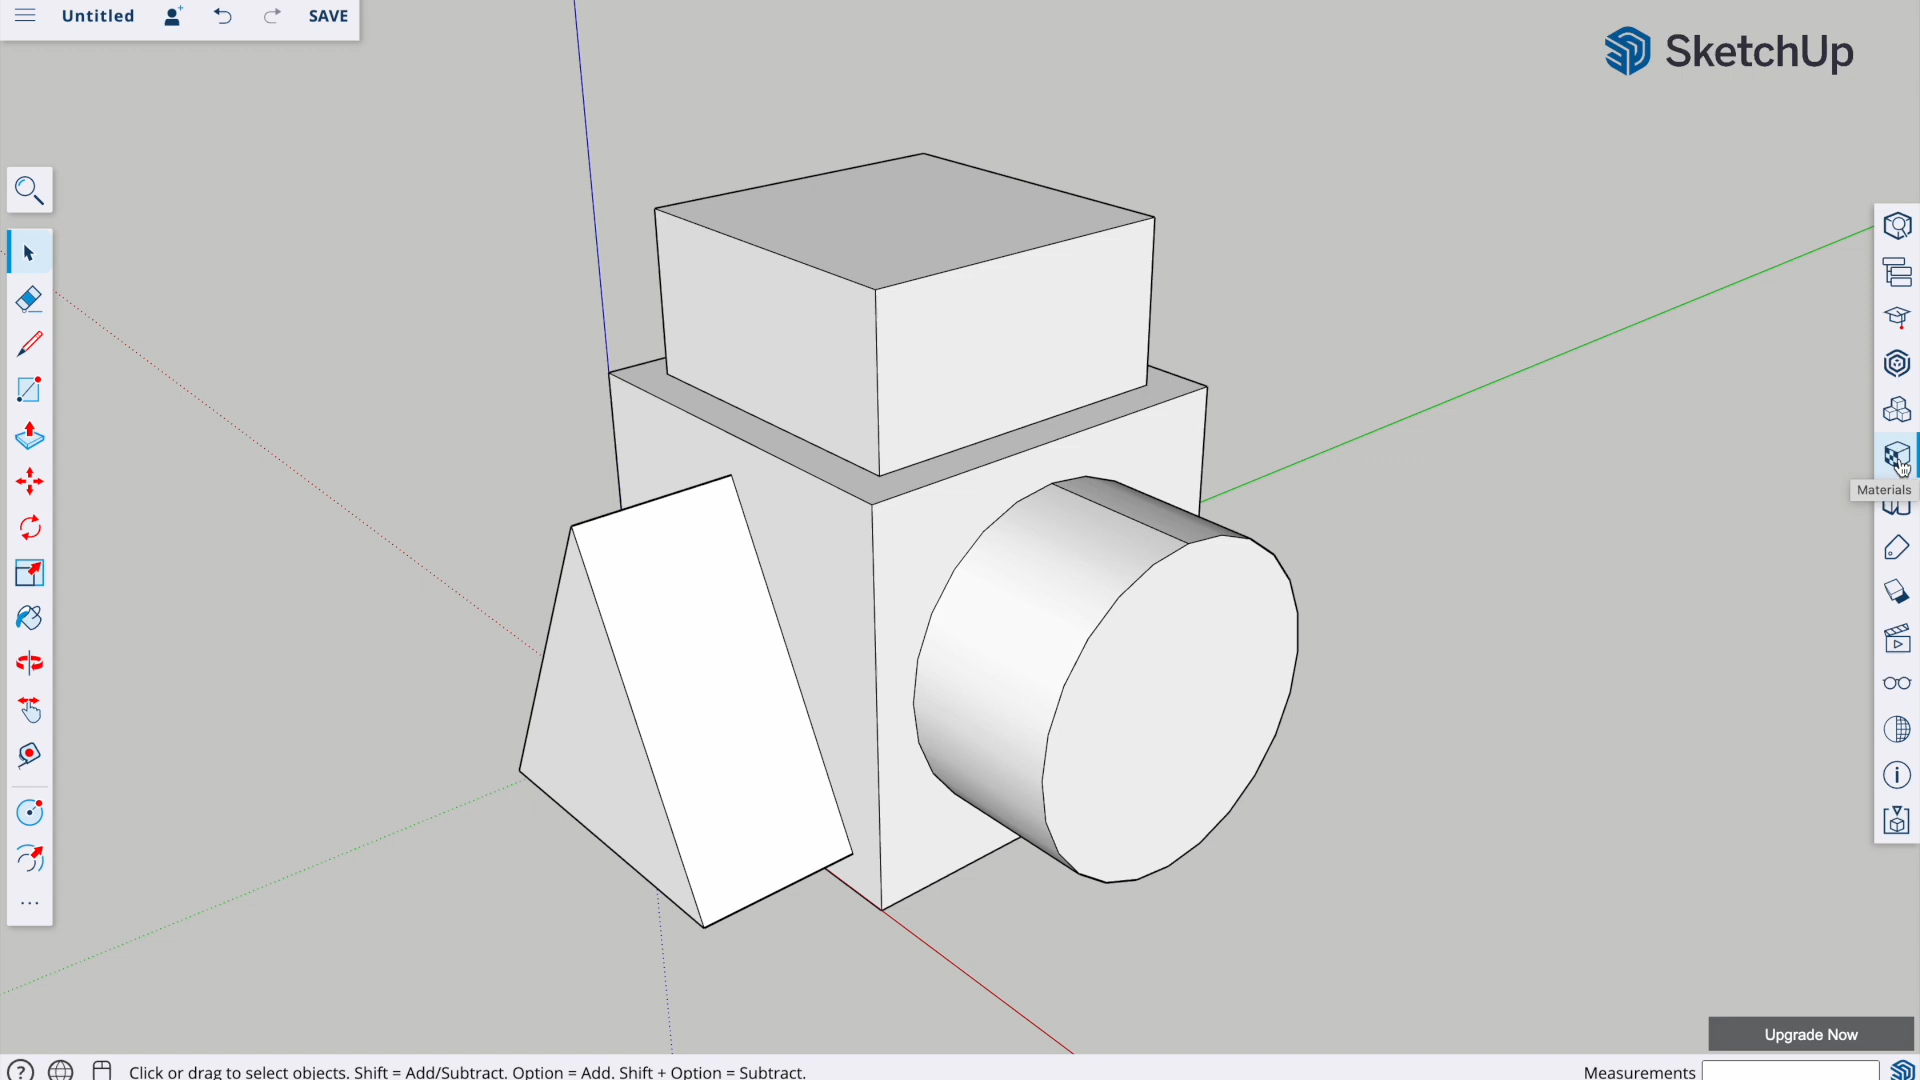 Untitled
SAVE
SketchUp
Materials
Upgrade Now
Click or drag to select objects. Shift = Add/Subtract. Option = Add. Shift + Option = Subtract.
Measurements